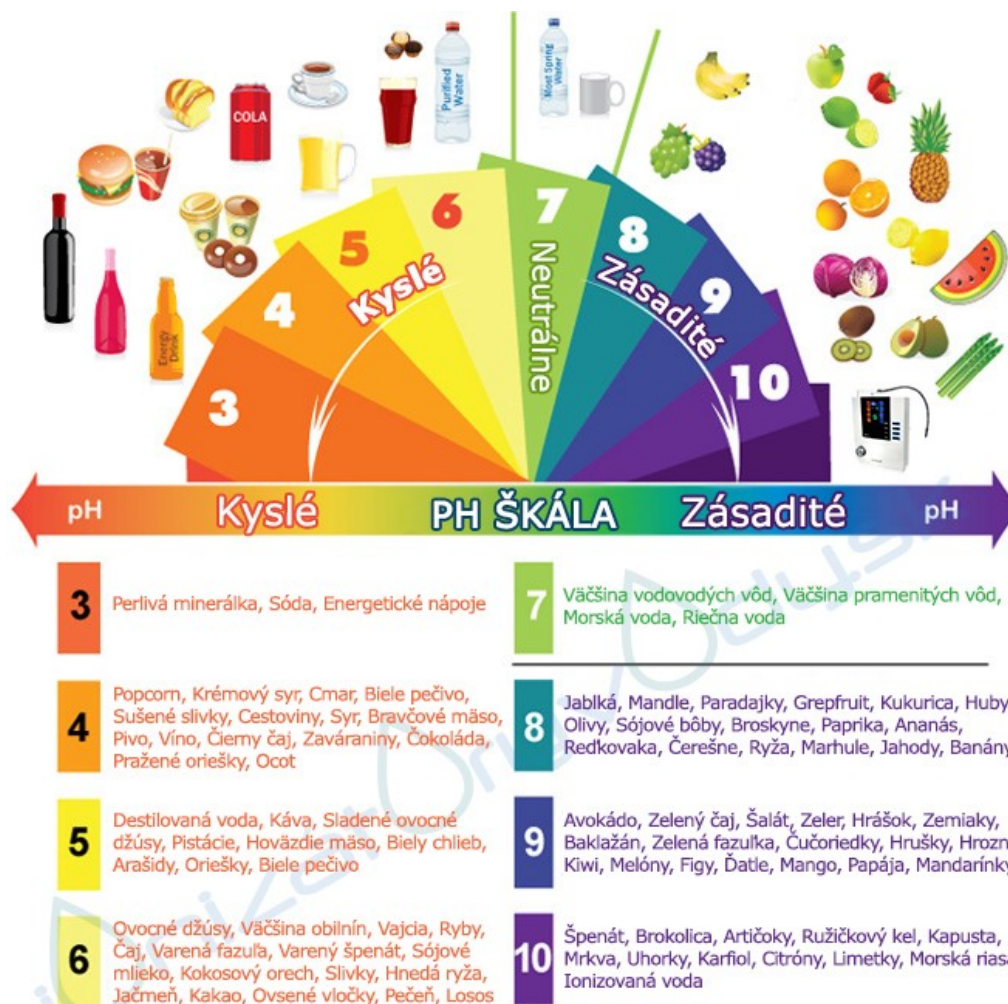 Purified Water
Most Spring Water
COLA
Energy Drink
3
4
5
6
7
8
9
10
Kyslé
Neutrálne
Zásadité
pH Kyslé PH ŠKÁLA Zásadité pH
3
Perlivá minerálka, Sóda, Energetické nápoje
4
Popcorn, Krémový syr, Cmar, Biele pečivo,
Sušené slivky, Cestoviny, Syr, Bravčové mäso,
Pivo, Víno, Čierny čaj, Zaváraniny, Čokoláda,
Pražené oriešky, Ocot
5
Destilovaná voda, Káva, Sladené ovocné
džúsy, Pistácie, Hovädzie mäso, Biely chlieb,
Arašidy, Oriešky, Biele pečivo
6
Ovocné džúsy, Väčšina obilnín, Vajcia, Ryby,
Čaj, Varená fazuľa, Varený špenát, Sójové
mlieko, Kokosový orech, Slivky, Hnedá ryža,
Jačmeň, Kakao, Ovsené vločky, Pečeň, Losos
7
Väčšina vodovodých vôd, Väčšina pramenitých vôd,
Morská voda, Riečna voda
8
Jablká, Mandle, Paradajky, Grepfruit, Kukurica, Huby
Olivy, Sójové bôby, Broskyne, Paprika, Ananás,
Reďkovaka, Čerešne, Ryža, Marhule, Jahody, Banány
9
Avokádo, Zelený čaj, Šalát, Zeler, Hrášok, Zemiaky,
Baklažán, Zelená fazuľka, Čučoriedky, Hrušky, Hrozn
Kiwi, Melóny, Figy, Ďatle, Mango, Papája, Mandarínky
10
Špenát, Brokolica, Artičoky, Ružičkový kel, Kapusta,
Mrkva, Uhorky, Karfiol, Citróny, Limetky, Morská riasa
Ionizovaná voda